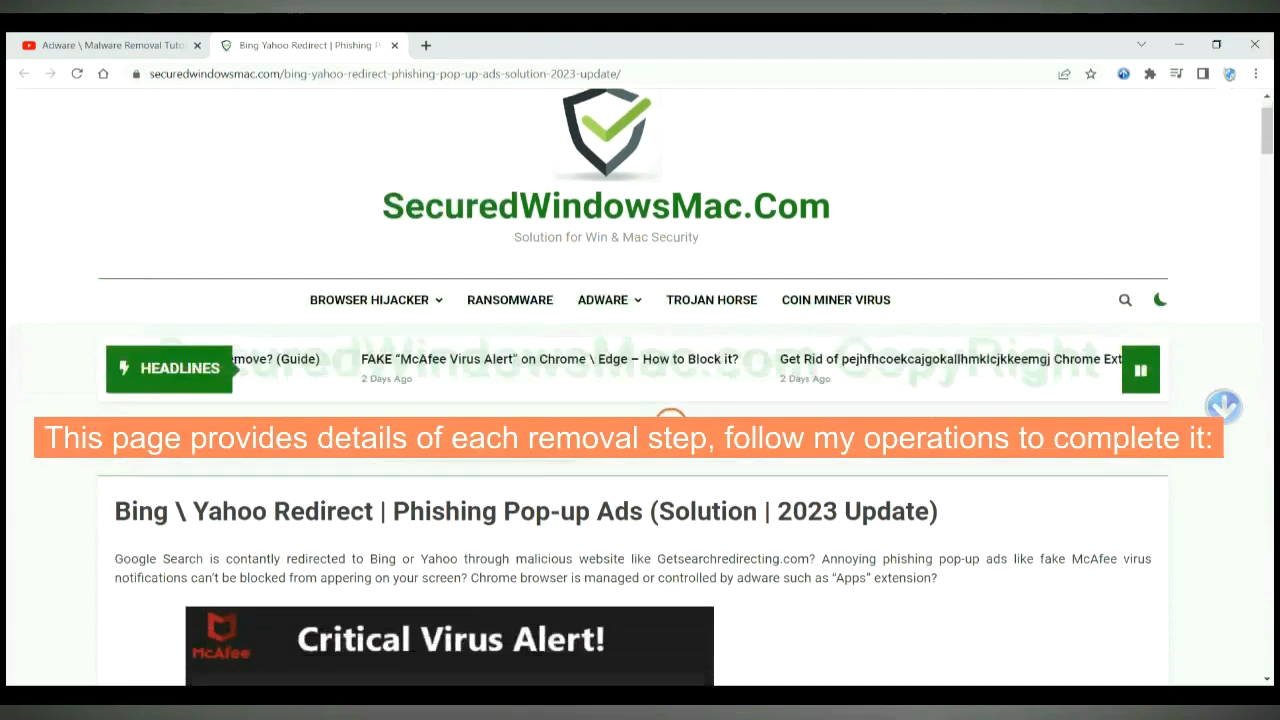 Adware \ Malware Removal Tuto
Bing Yahoo Redirect | Phishing P
securedwindowsmac.com/bing-yahoo-redirect-phishing-pop-up-ads-solution-2023-update/
SecuredWindowsMac.Com
Solution for Win & Mac Security
BROWSER HIJACKER RANSOMWARE ADWARE TROJAN HORSE COIN MINER VIRUS
SecuredWindowsMac.Com CopyRight
HEADLINES
move? (Guide) FAKE “McAfee Virus Alert” on Chrome \ Edge – How to Block it? Get Rid of pejhfhcoekcajgokallhmklcjkkeemgj Chrome Ext
2 Days Ago 2 Days Ago
This page provides details of each removal step, follow my operations to complete it:
Bing \ Yahoo Redirect | Phishing Pop-up Ads (Solution | 2023 Update)
Google Search is contantly redirected to Bing or Yahoo through malicious website like Getsearchredirecting.com? Annoying phishing pop-up ads like fake McAfee virus
notifications can’t be blocked from appering on your screen? Chrome browser is managed or controlled by adware such as “Apps” extension?
McAfee
Critical Virus Alert!